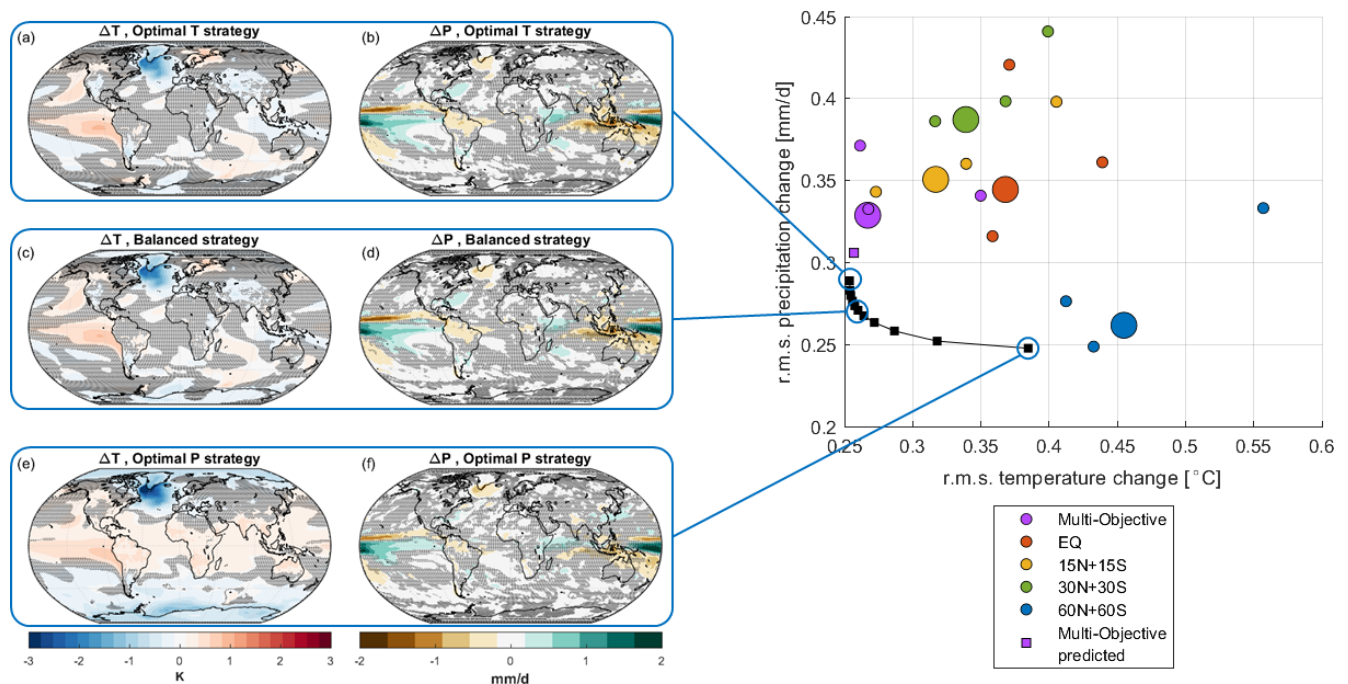 (a)
ΔT , Optimal T strategy
(b)
ΔP , Optimal T strategy
(c)
ΔT , Balanced strategy
(d)
ΔP , Balanced strategy
(e)
ΔT , Optimal P strategy
(f)
ΔP , Optimal P strategy
-3 -2 -1 0 1 2 3
K
-2 -1 0 1 2
mm/d
r.m.s. precipitation change [mm/d]
0.45
0.4
0.35
0.3
0.25
0.2
0.25 0.3 0.35 0.4 0.45 0.5 0.55 0.6
r.m.s. temperature change [°C]
Multi-Objective
EQ
15N+15S
30N+30S
60N+60S
Multi-Objective
predicted